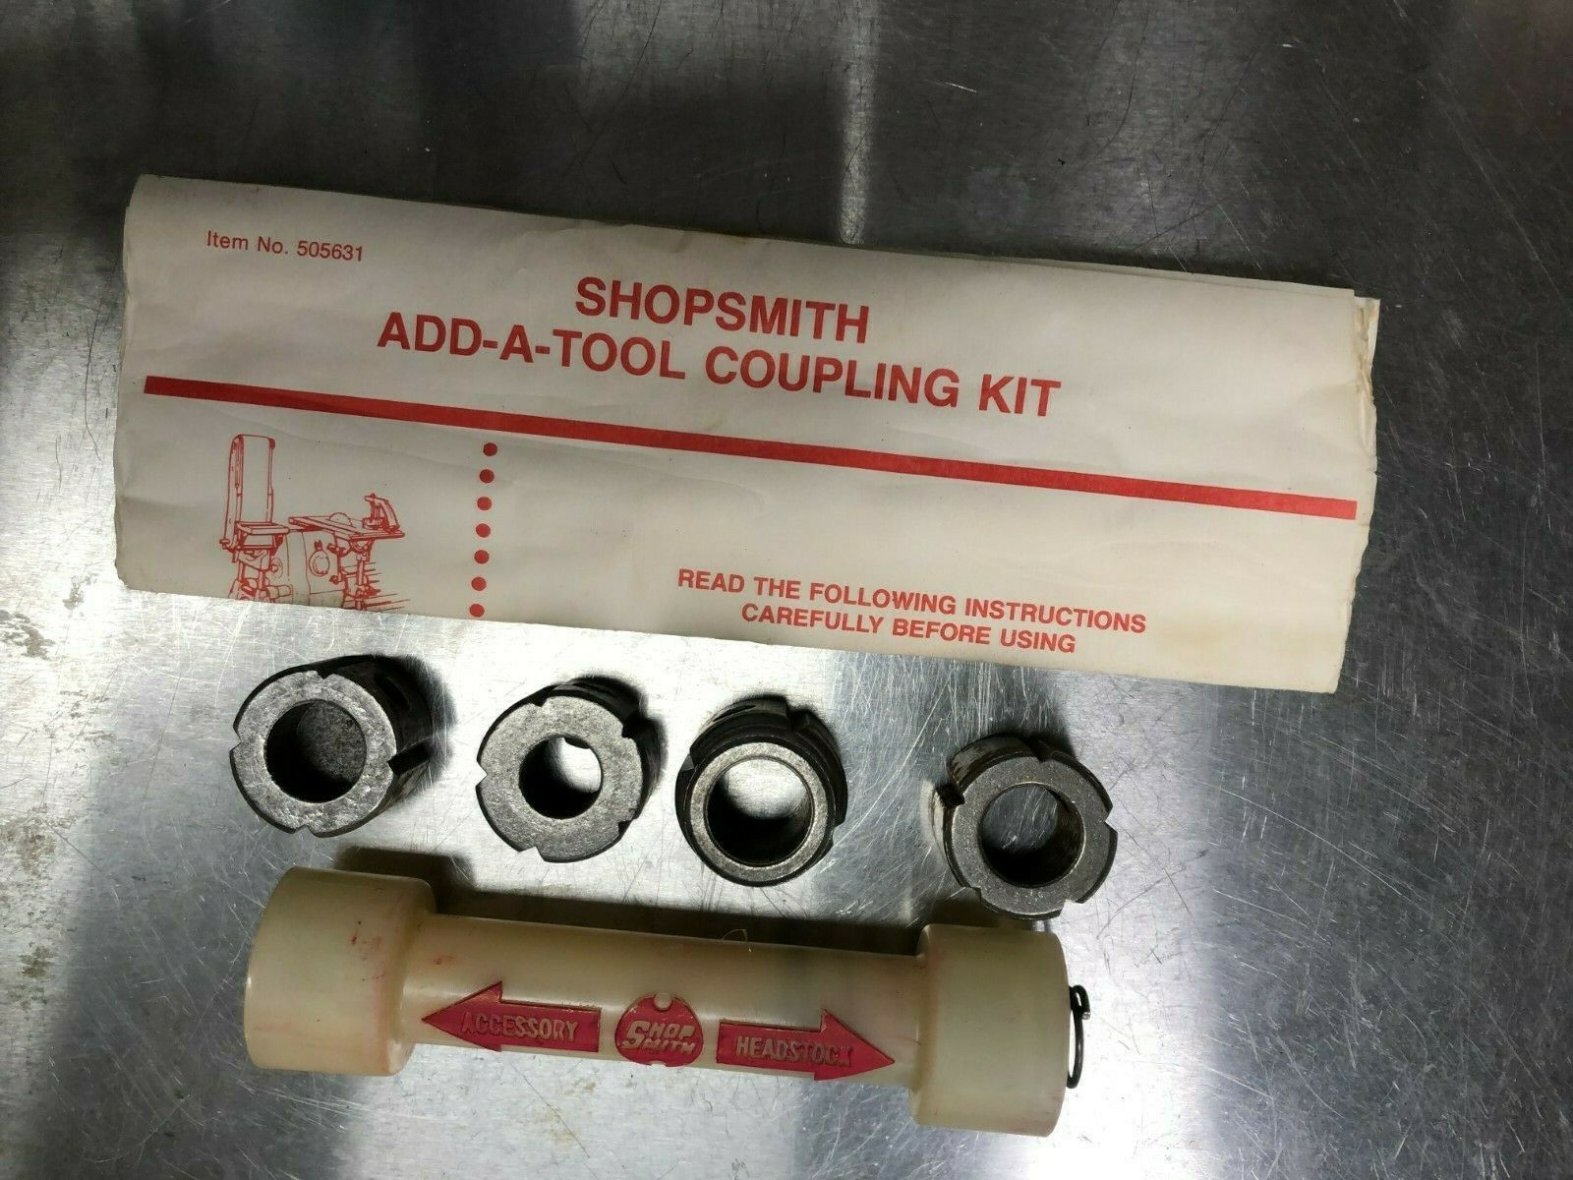 Item No. 505631
SHOPSMITH
ADD-A-TOOL COUPLING KIT
READ THE FOLLOWING INSTRUCTIONS
CAREFULLY BEFORE USING
ACCESSORY
SHOP
SMITH
HEADSTOCK